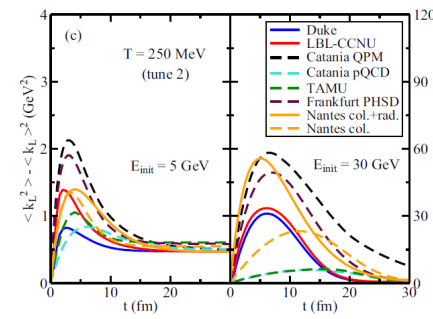 (c)
T = 250 MeV
(tune 2)
E_init = 5 GeV
< k_L^2 > - < k_L >^2 (GeV^2)
4
3
2
1
0
0
10
20
t (fm)
Duke
LBL-CCNU
Catania QPM
Catania pQCD
TAMU
Frankfurt PHSD
Nantes col.+rad.
Nantes col.
E_init = 30 GeV
120
90
60
30
0
0
10
20
30
t (fm)